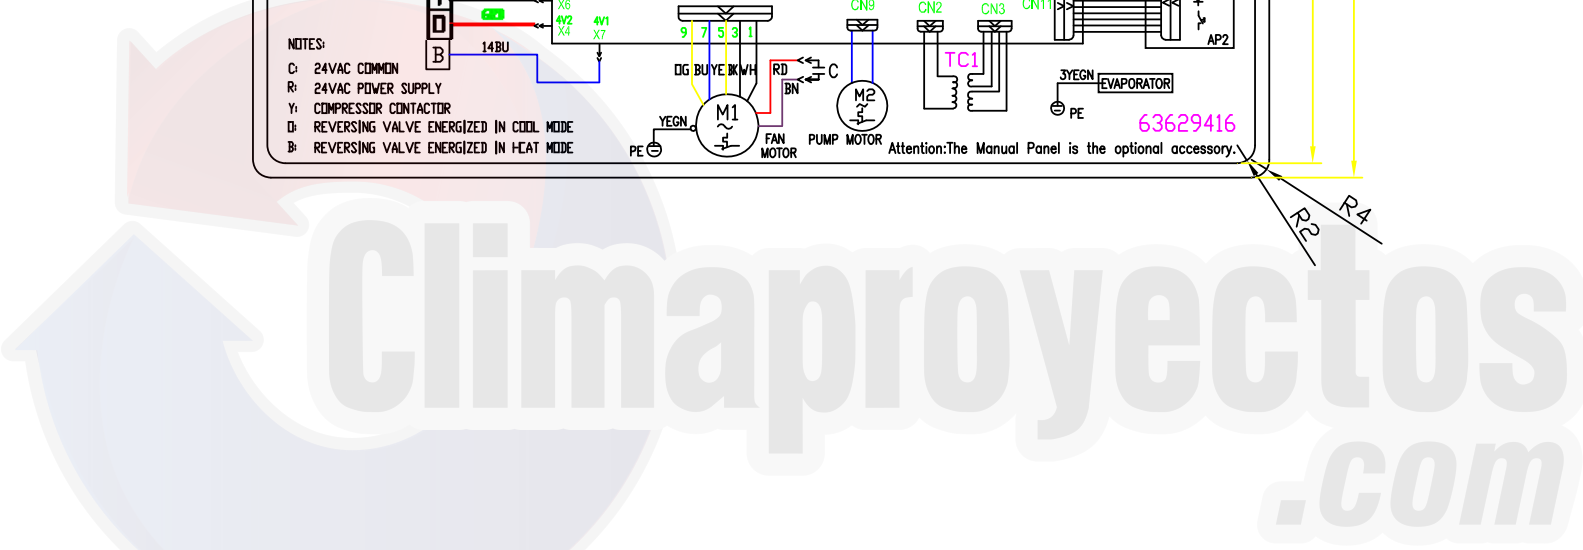 X6
CN9
CN2
CN3
CN11
O
4V2
X4
4V1
X7
9 7 5 3 1
AP2
NOTES:
B
14BU
C: 24VAC COMMON
R: 24VAC POWER SUPPLY
Y: COMPRESSOR CONTACTOR
O: REVERSING VALVE ENERGIZED IN COOL MODE
B: REVERSING VALVE ENERGIZED IN HEAT MODE
OG BU YE BK WH
RD
C
BN
TC1
3YEGN
EVAPORATOR
PE
M1
M2
YEGN
PE
FAN
MOTOR
PUMP MOTOR
63629416
Attention:The Manual Panel is the optional accessory.
R2
R4
Climaproyectos
.com